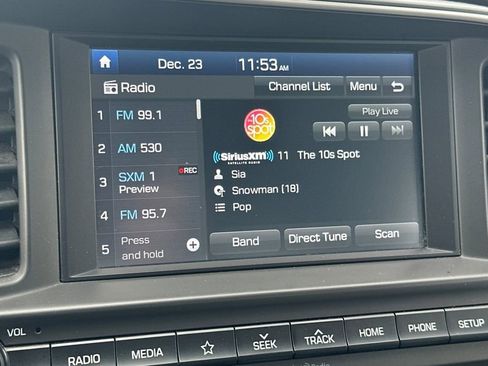 Dec. 23 11:53 AM
Radio Channel List Menu
1 FM 99.1
Play Live
10s spot
2 AM 530
SiriusXM 11 The 10s Spot
SATELLITE RADIO
3 SXM 1 REC
Preview
Sia
Snowman (18)
4 FM 95.7
Pop
5 Press
and hold
Band Direct Tune Scan
VOL
RADIO MEDIA SEEK TRACK HOME PHONE SETUP